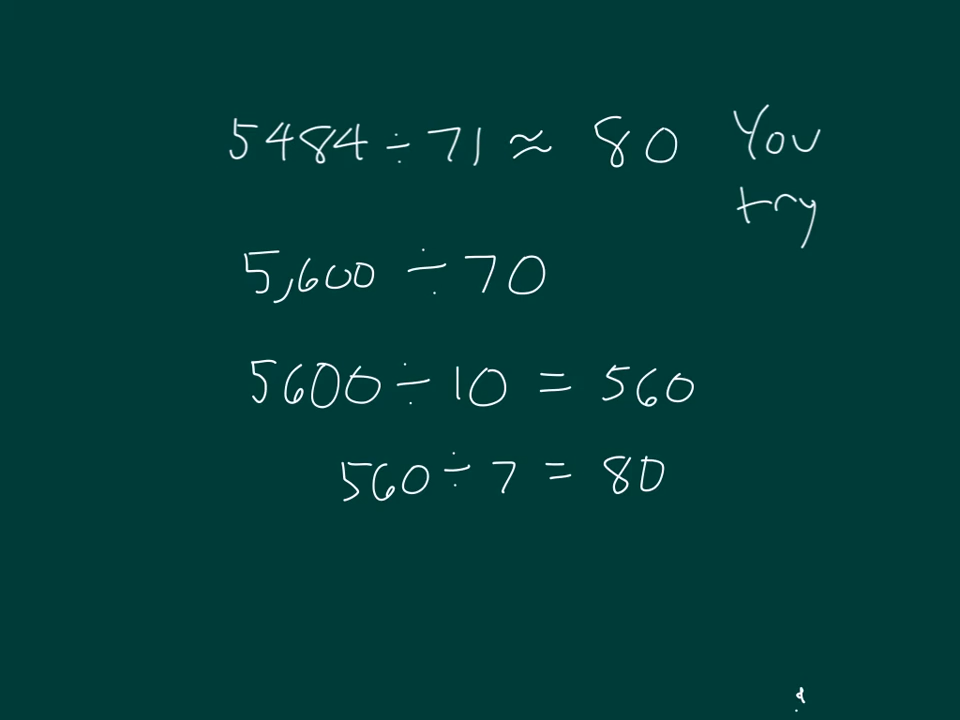 5484 ÷ 71 ≈ 80 You
try
5,600 ÷ 70
5600 ÷ 10 = 560
560 ÷ 7 = 80